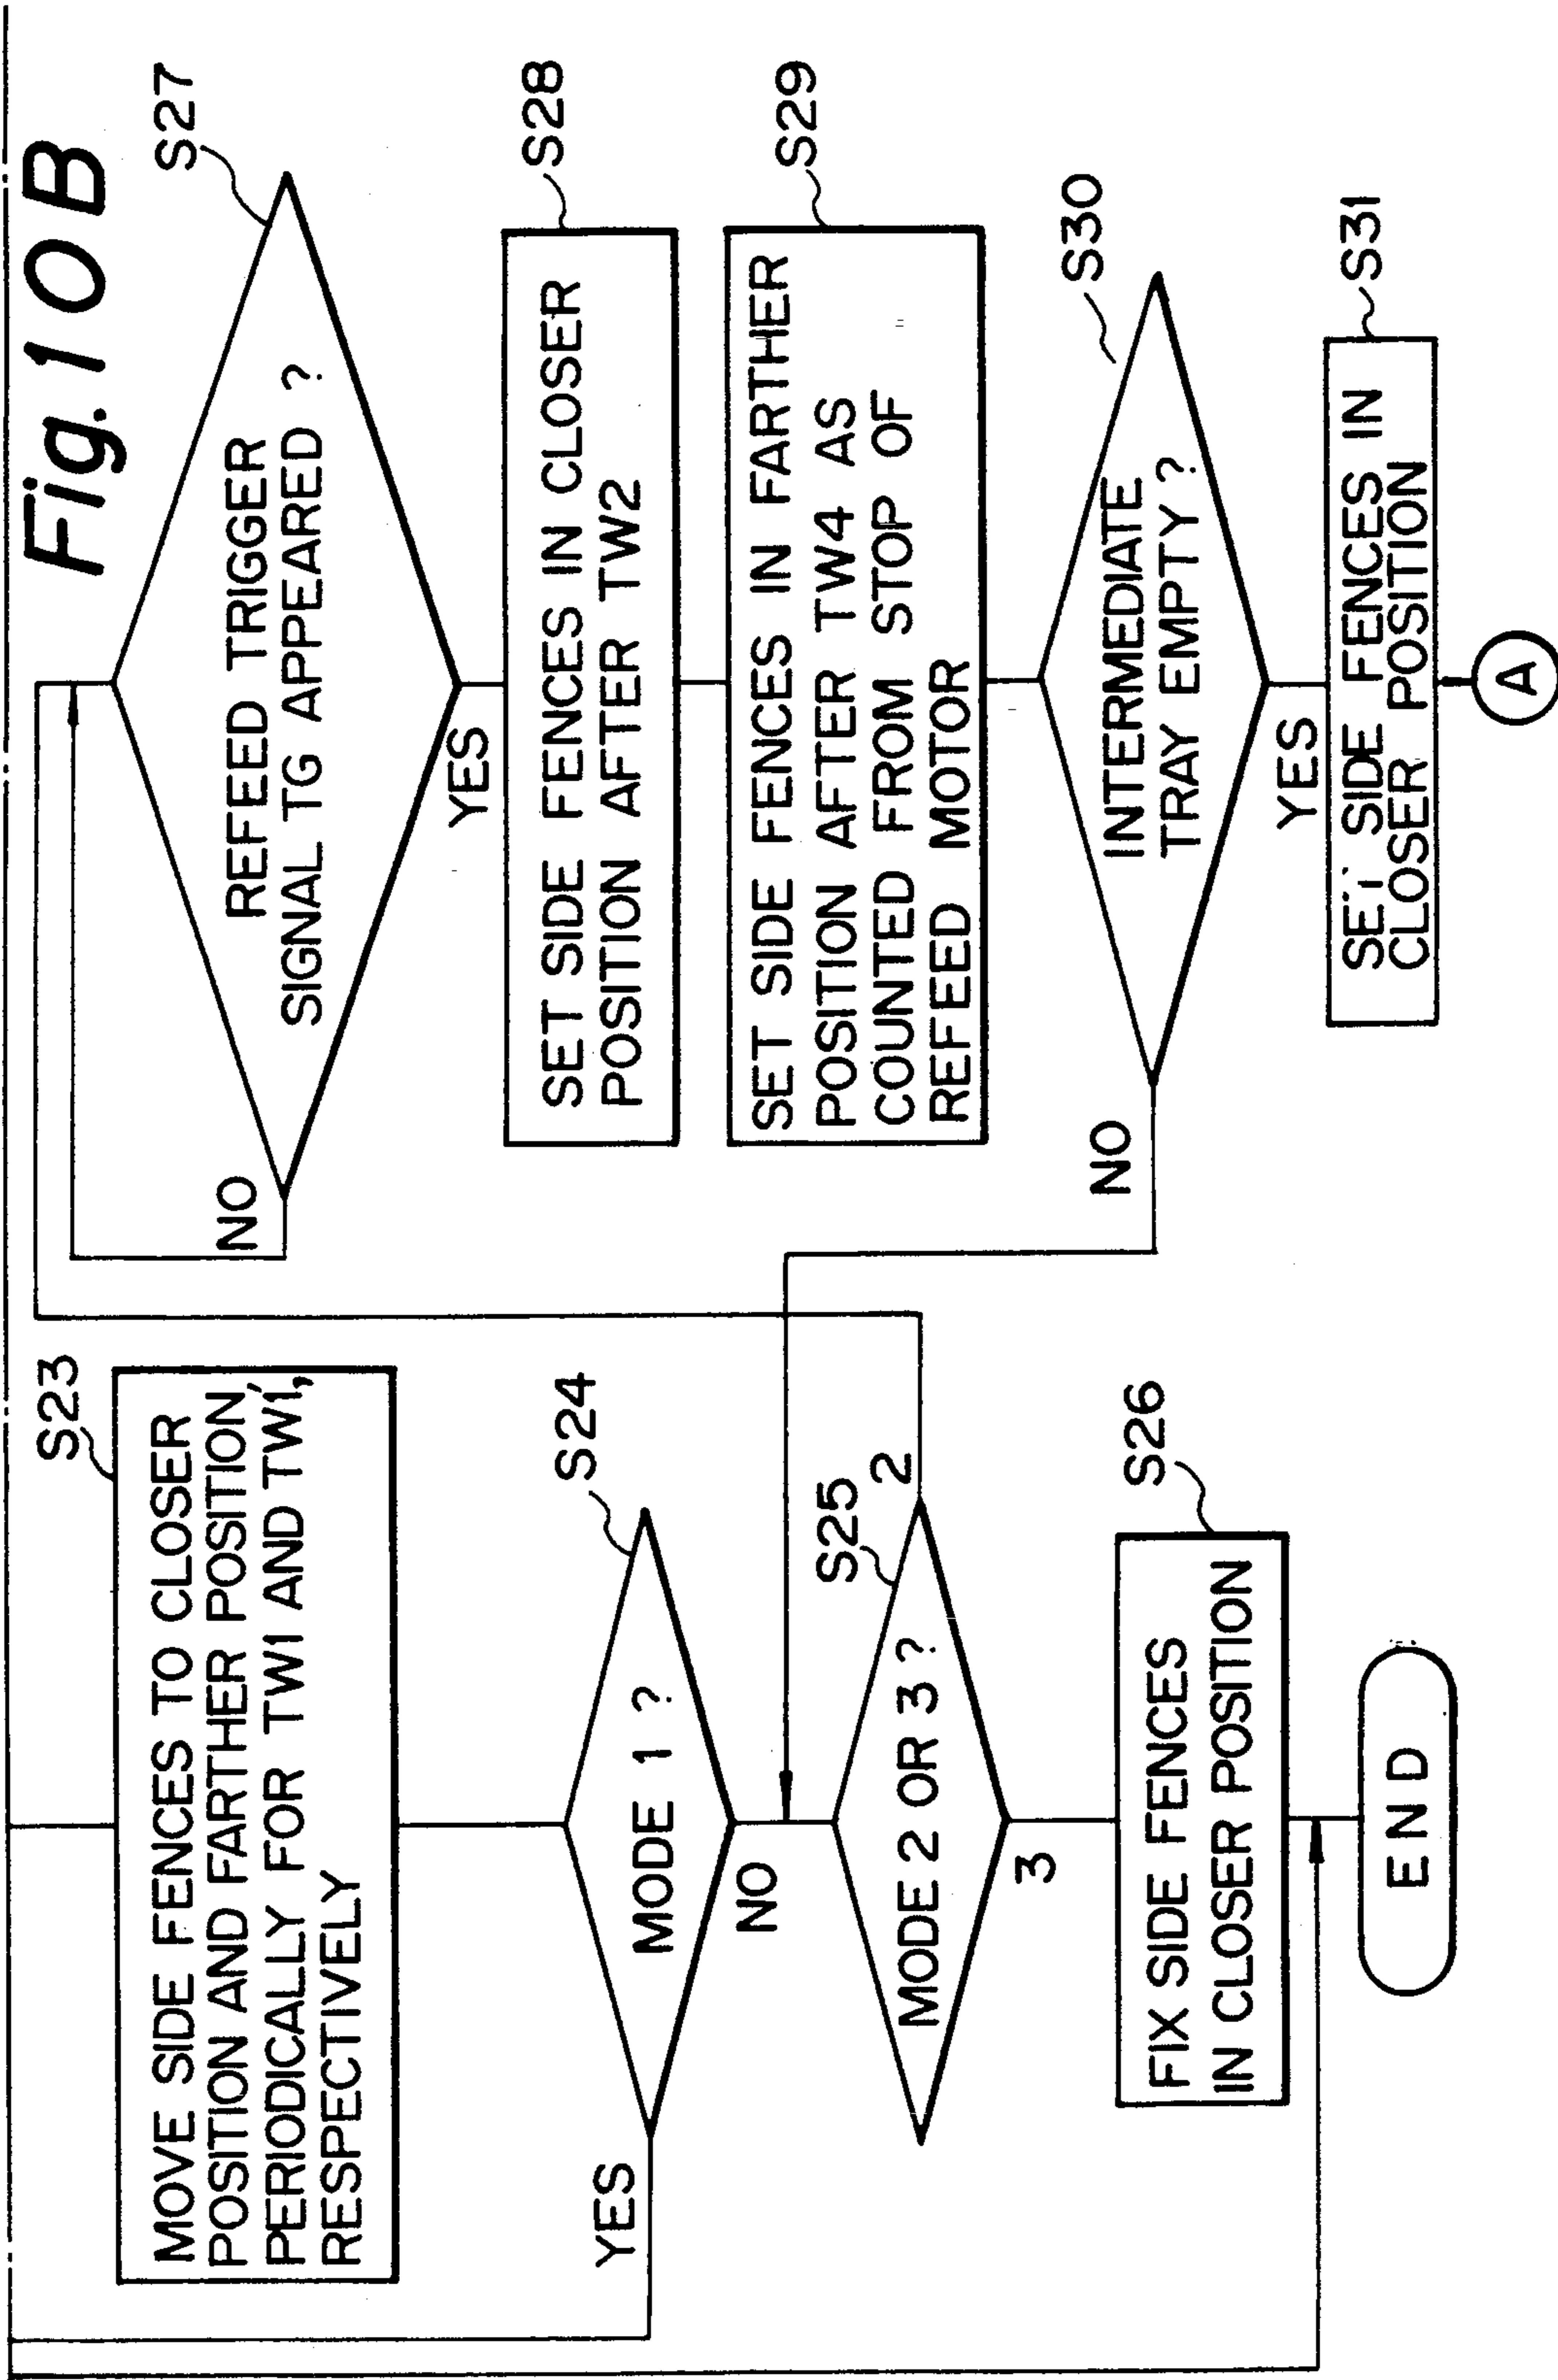 Fig. 10B
S23
MOVE SIDE FENCES TO CLOSER
POSITION AND FARTHER POSITION,
PERIODICALLY FOR TW1 AND TW1,
RESPECTIVELY
S24
MODE 1 ?
YES
NO
S25
MODE 2 OR 3 ?
2
3
S26
FIX SIDE FENCES
IN CLOSER POSITION
END
S27
REFEED TRIGGER
SIGNAL TG APPEARED ?
NO
YES
S28
SET SIDE FENCES IN CLOSER
POSITION AFTER TW2
S29
SET SIDE FENCES IN FARTHER
POSITION AFTER TW4 AS
COUNTED FROM STOP OF
REFEED MOTOR
S30
INTERMEDIATE
TRAY EMPTY ?
NO
YES
S31
SET SIDE FENCES IN
CLOSER POSITION
A